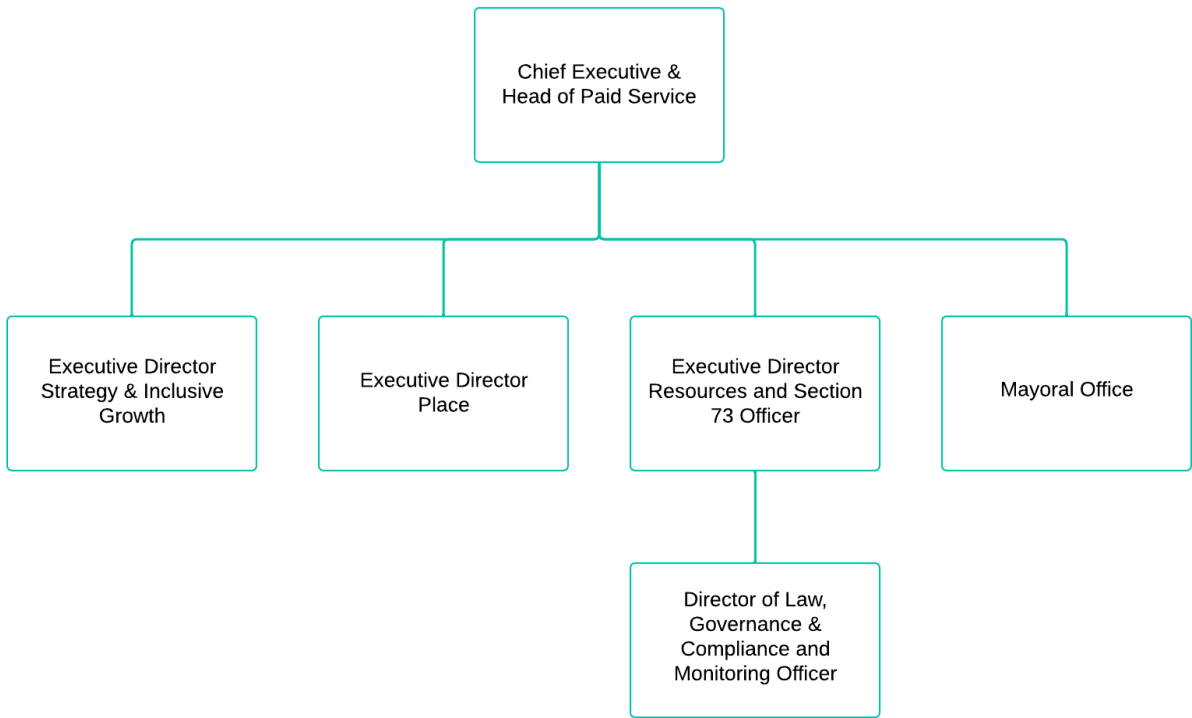 Chief Executive &
Head of Paid Service
Executive Director
Strategy & Inclusive
Growth
Executive Director
Place
Executive Director
Resources and Section
73 Officer
Mayoral Office
Director of Law,
Governance &
Compliance and
Monitoring Officer